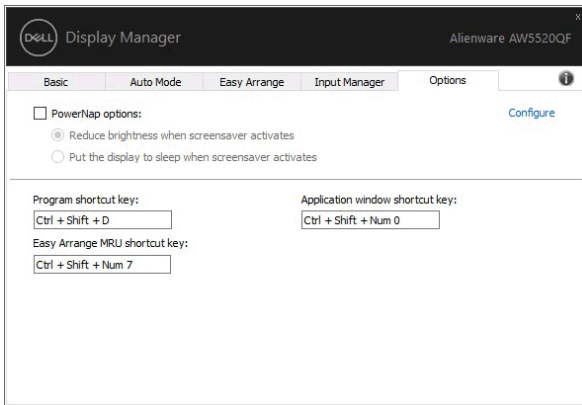 DELL Display Manager
Alienware AW5520QF
x
Basic Auto Mode Easy Arrange Input Manager Options i
PowerNap options: Configure
Reduce brightness when screensaver activates
Put the display to sleep when screensaver activates
Program shortcut key: Application window shortcut key:
Ctrl + Shift + D Ctrl + Shift + Num 0
Easy Arrange MRU shortcut key:
Ctrl + Shift + Num 7